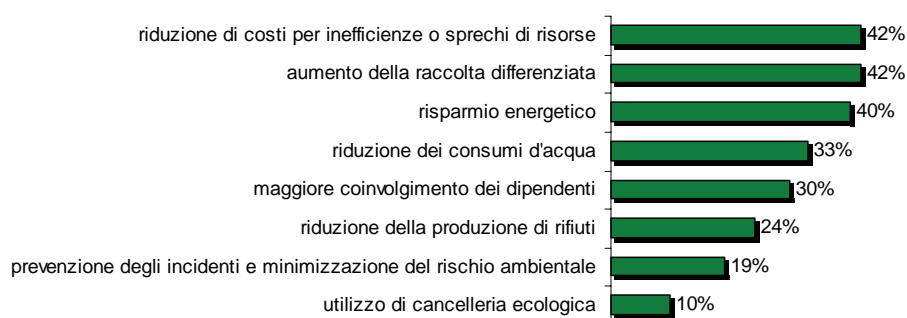 riduzione di costi per inefficienze o sprechi di risorse 42%
aumento della raccolta differenziata 42%
risparmio energetico 40%
riduzione dei consumi d'acqua 33%
maggiore coinvolgimento dei dipendenti 30%
riduzione della produzione di rifiuti 24%
prevenzione degli incidenti e minimizzazione del rischio ambientale 19%
utilizzo di cancelleria ecologica 10%